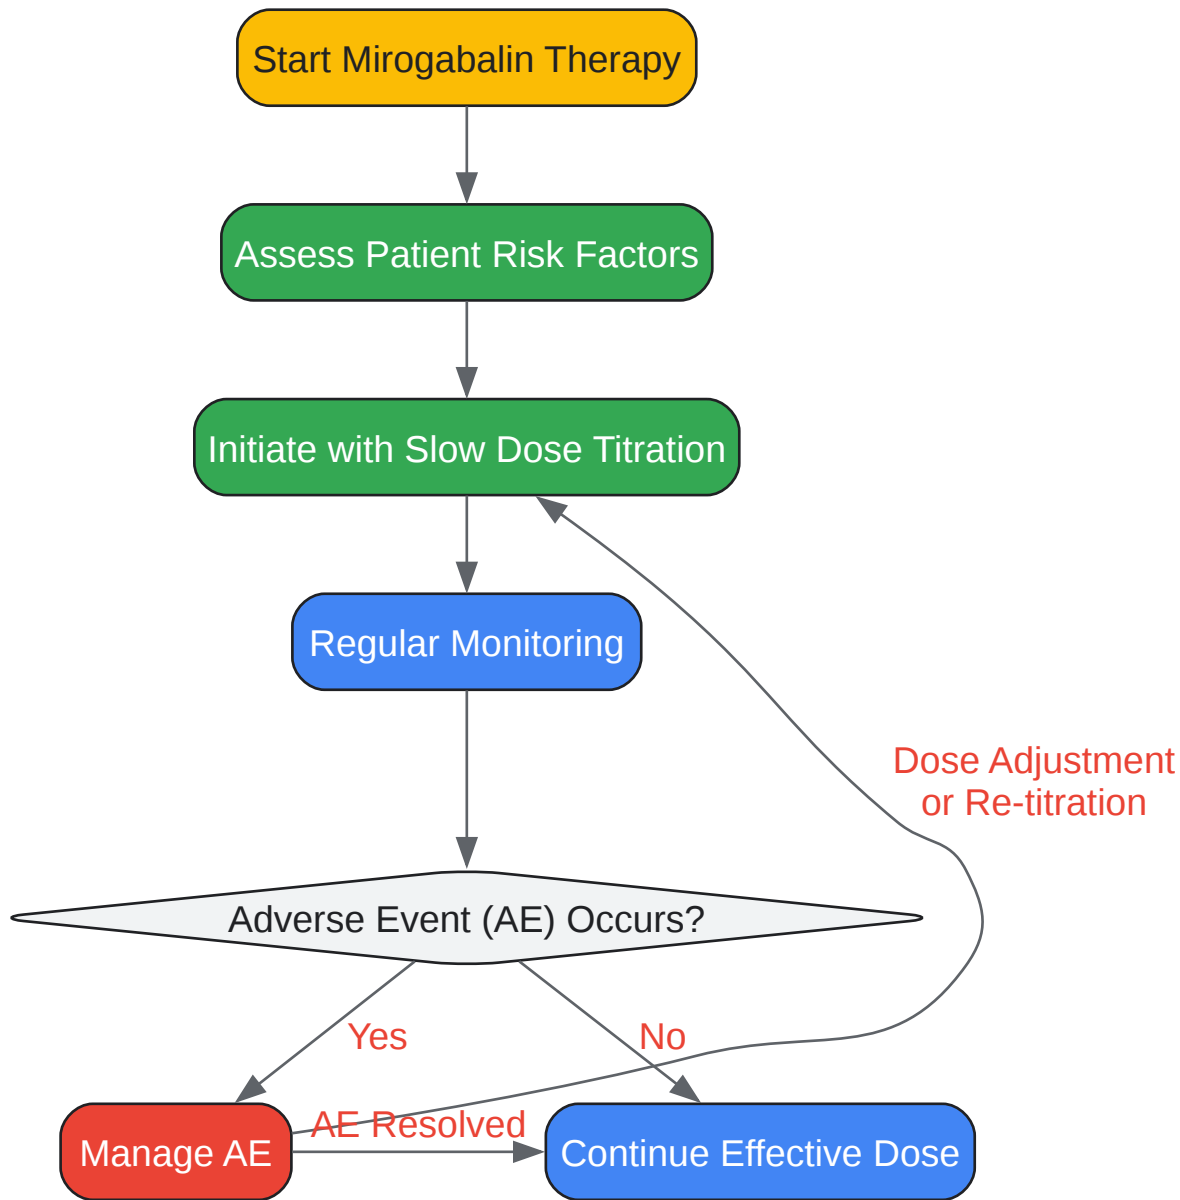 Start Mirogabalin Therapy
Assess Patient Risk Factors
Initiate with Slow Dose Titration
Regular Monitoring
Dose Adjustment
or Re-titration
Adverse Event (AE) Occurs?
Yes
No
AE Resolved
Manage AE
Continue Effective Dose